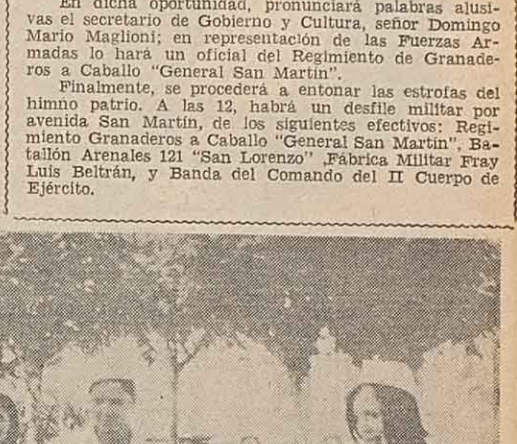 En dicha oportunidad, pronunciará palabras alusi-
vas el secretario de Gobierno y Cultura, señor Domingo
Mario Maglioni; en representación de las Fuerzas Ar-
madas lo hará un oficial del Regimiento de Granade-
ros a Caballo "General San Martín".
Finalmente, se procederá a entonar las estrofas del
himno patrio. A las 12, habrá un desfile militar por
avenida San Martín, de los siguientes efectivos: Regi-
miento Granaderos a Caballo "General San Martín", Ba-
tallón Arenales 121 "San Lorenzo" ,Fábrica Militar Fray
Luis Beltrán, y Banda del Comando del II Cuerpo de
Ejército.